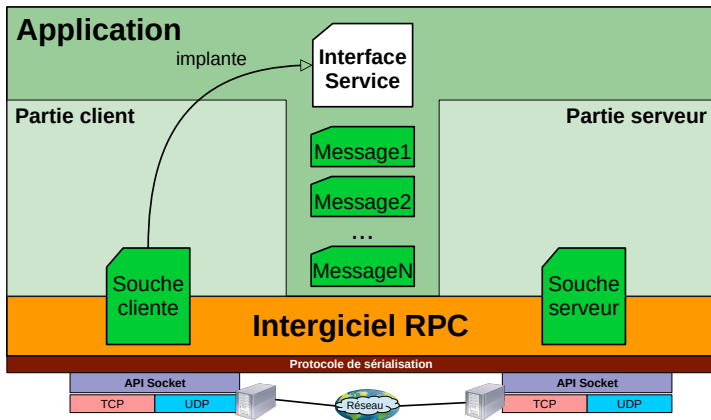 Application
implante
Interface
Service
Partie client
Partie serveur
Message1
Message2
...
MessageN
Souche
cliente
Souche
serveur
Intergiciel RPC
Protocole de sérialisation
API Socket
API Socket
TCP
UDP
Réseau
TCP
UDP